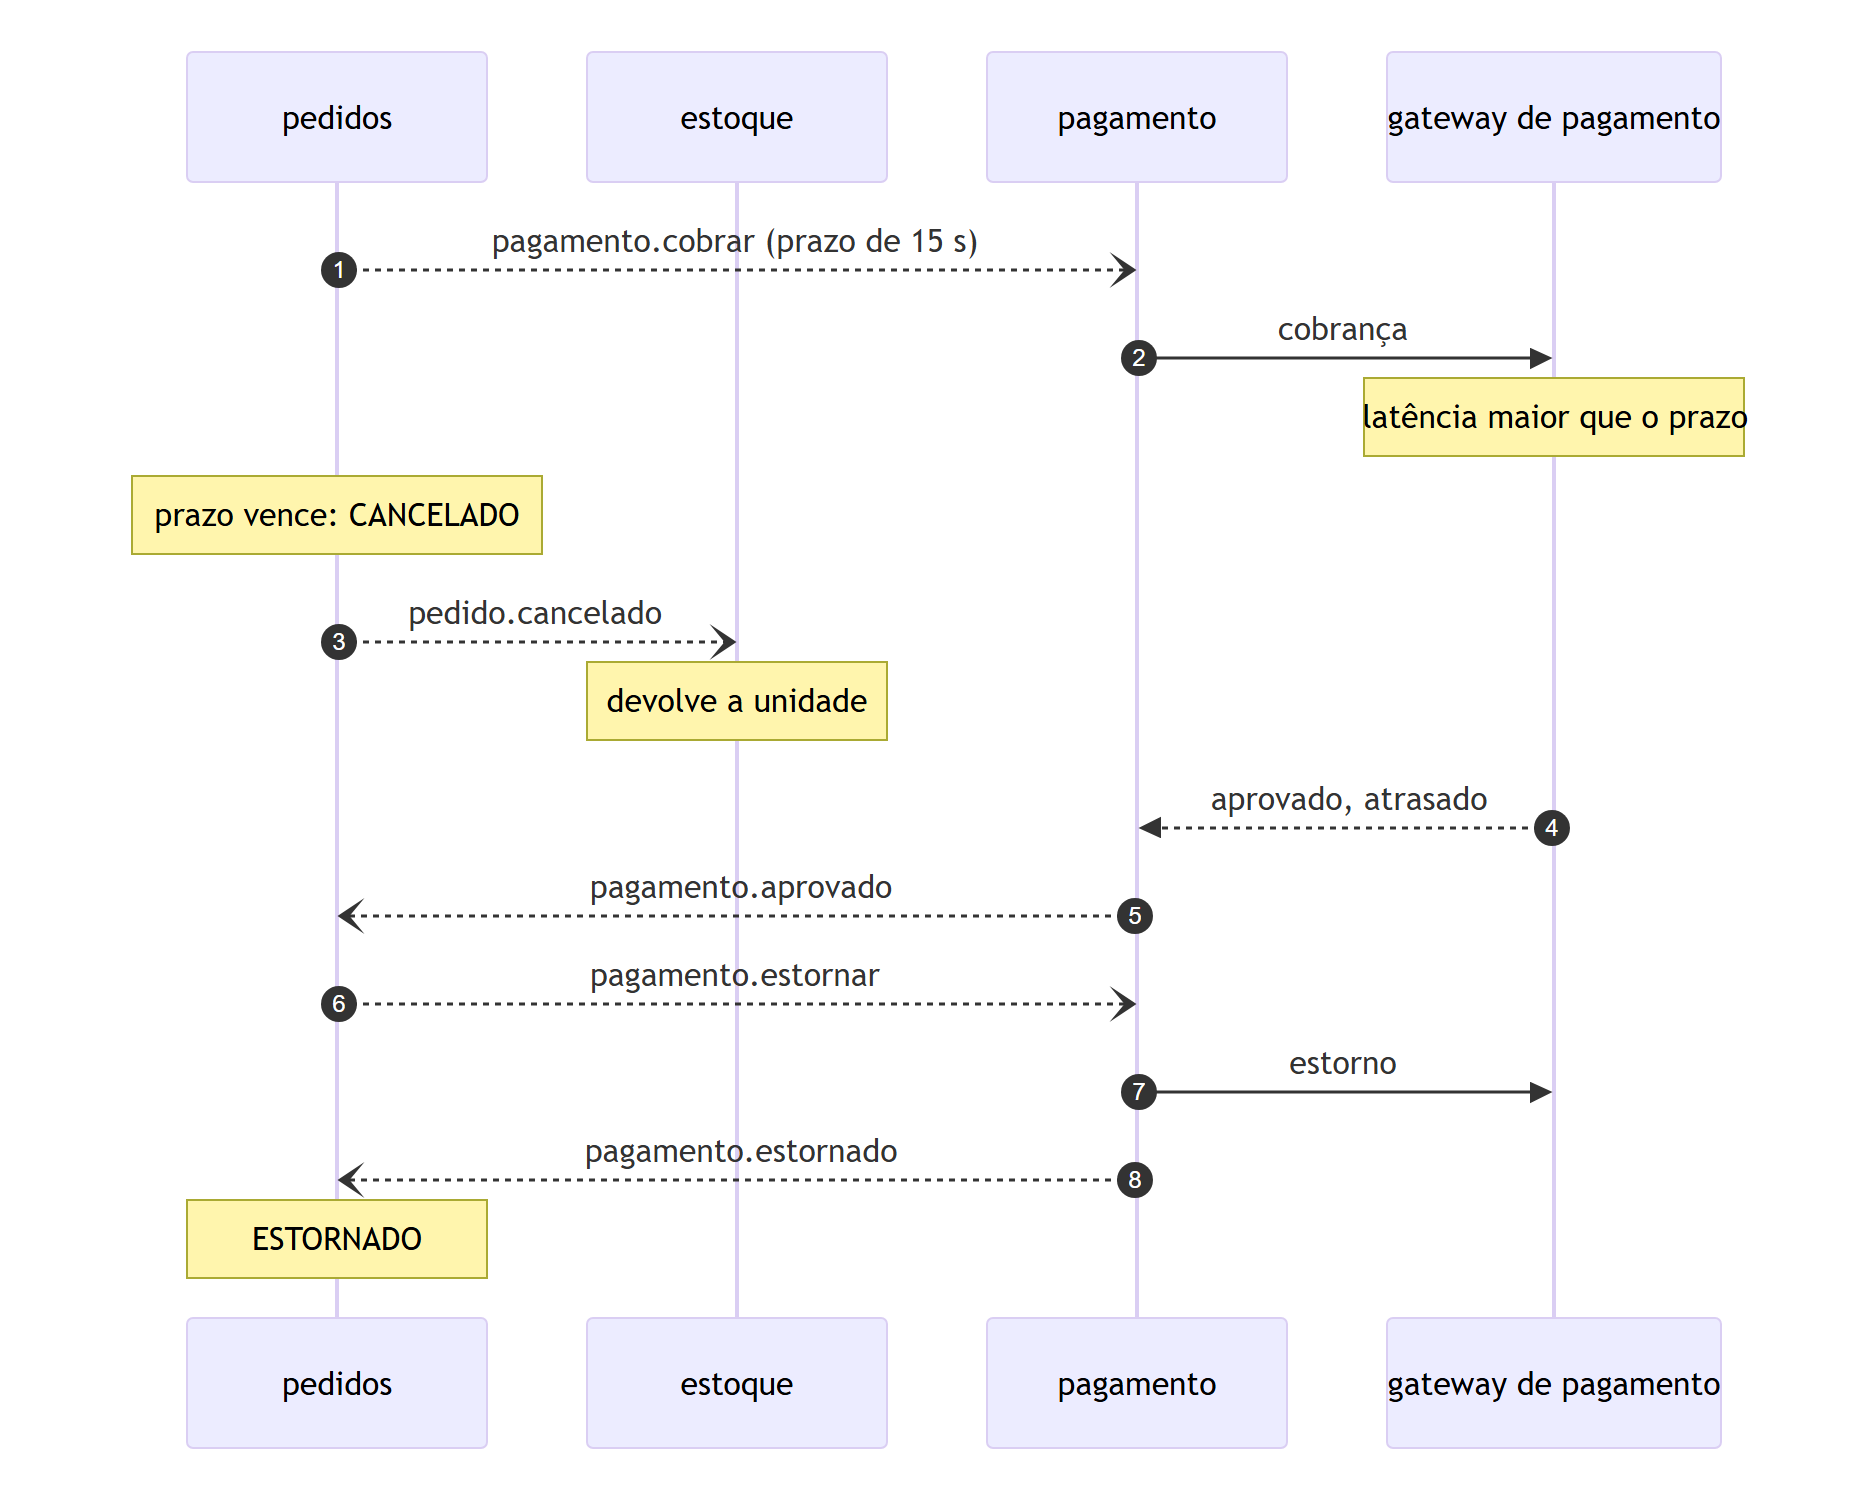 pedidos
estoque
pagamento
gateway de pagamento
pagamento.cobrar (prazo de 15 s)
1
cobrança
2
latência maior que o prazo
prazo vence: CANCELADO
pedido.cancelado
3
devolve a unidade
aprovado, atrasado
4
pagamento.aprovado
5
pagamento.estornar
6
estorno
7
pagamento.estornado
8
ESTORNADO
pedidos
estoque
pagamento
gateway de pagamento